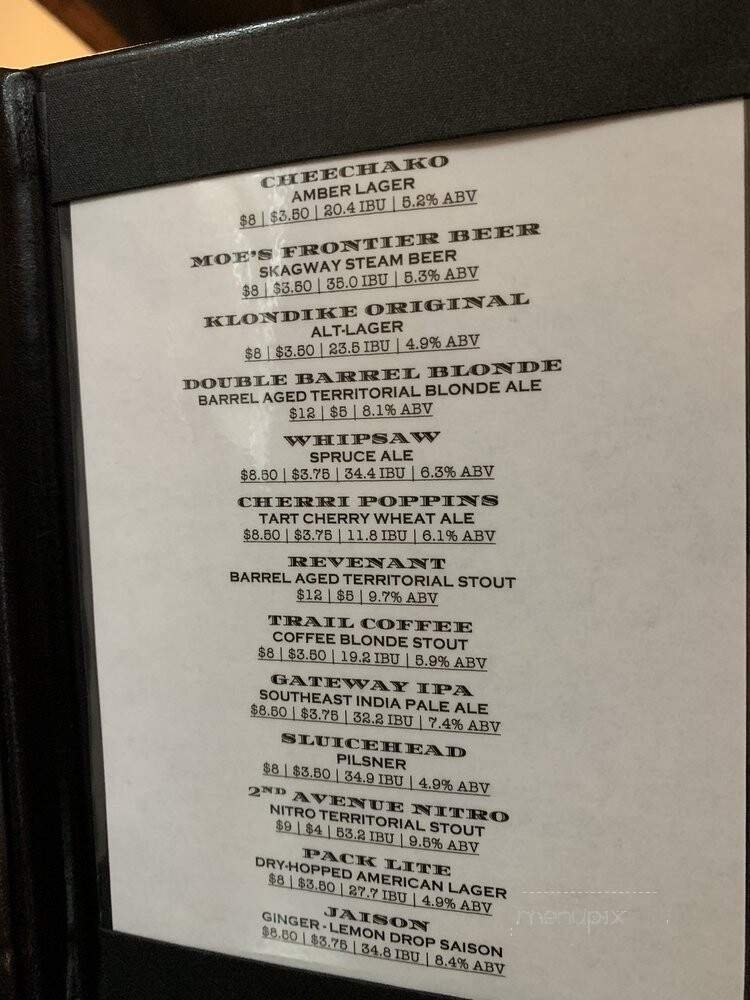 CHEECHAKO
AMBER LAGER
$8 | $3.50 | 20.4 IBU | 5.2% ABV
MOE'S FRONTIER BEER
SKAGWAY STEAM BEER
$8 | $3.50 | 35.0 IBU | 5.3% ABV
KLONDIKE ORIGINAL
ALT-LAGER
$8 | $3.50 | 23.5 IBU | 4.9% ABV
DOUBLE BARREL BLONDE
BARREL AGED TERRITORIAL BLONDE ALE
$12 | $5 | 8.1% ABV
WHIPSAW
SPRUCE ALE
$8.50 | $3.75 | 34.4 IBU | 6.3% ABV
CHERRI POPPINS
TART CHERRY WHEAT ALE
$8.50 | $3.75 | 11.8 IBU | 6.1% ABV
REVENANT
BARREL AGED TERRITORIAL STOUT
$12 | $5 | 9.7% ABV
TRAIL COFFEE
COFFEE BLONDE STOUT
$8 | $3.50 | 19.2 IBU | 5.9% ABV
GATEWAY IPA
SOUTHEAST INDIA PALE ALE
$8.50 | $3.75 | 32.2 IBU | 7.4% ABV
SLUICEHEAD
PILSNER
$8 | $3.50 | 34.9 IBU | 4.9% ABV
2ND AVENUE NITRO
NITRO TERRITORIAL STOUT
$9 | $4 | 53.2 IBU | 9.5% ABV
PACK LITE
DRY-HOPPED AMERICAN LAGER
$8 | $3.50 | 27.7 IBU | 4.9% ABV
JAISON
GINGER - LEMON DROP SAISON
$8.50 | $3.75 | 34.8 IBU | 8.4% ABV
menupix